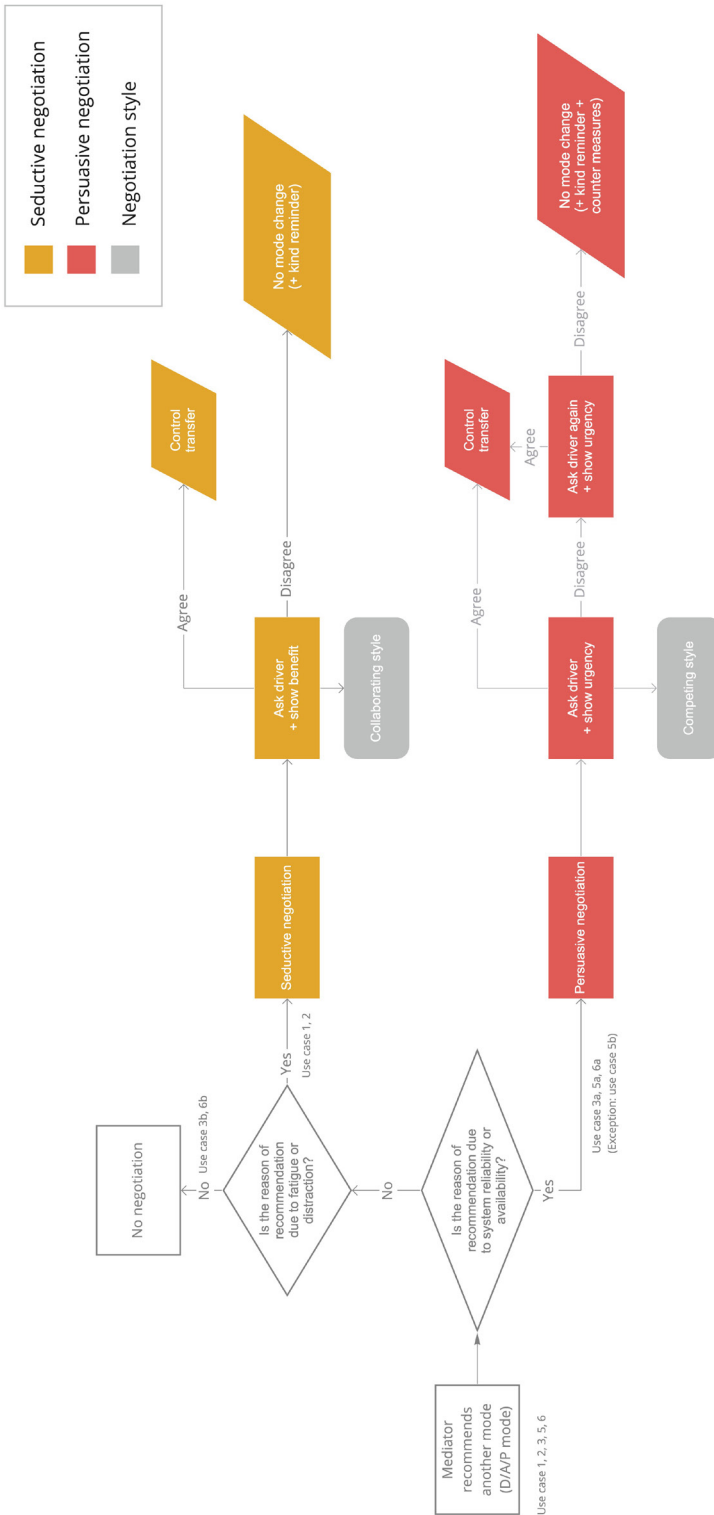 Seductive negotiation
Persuasive negotiation
Negotiation style
Mediator
recommends
another mode
(D/A/P mode)
Use case 1, 2, 3, 5, 6
Is the reason of
recommendation due
to system reliability or
availability?
No
Yes
Use case 3a, 5a, 6a
(Exception: use case 5b)
Is the reason of
recommendation
due to fatigue or
distraction?
No
Use case 3b, 6b
No negotiation
Yes
Use case 1, 2
Seductive negotiation
Ask driver
+ show benefit
Collaborating style
Agree
Control
transfer
Disagree
No mode change
(+ kind reminder)
Persuasive negotiation
Ask driver
+ show urgency
Competing style
Agree
Control
transfer
Disagree
Ask driver again
+ show urgency
Agree
Disagree
No mode change
(+ kind reminder +
counter measures)